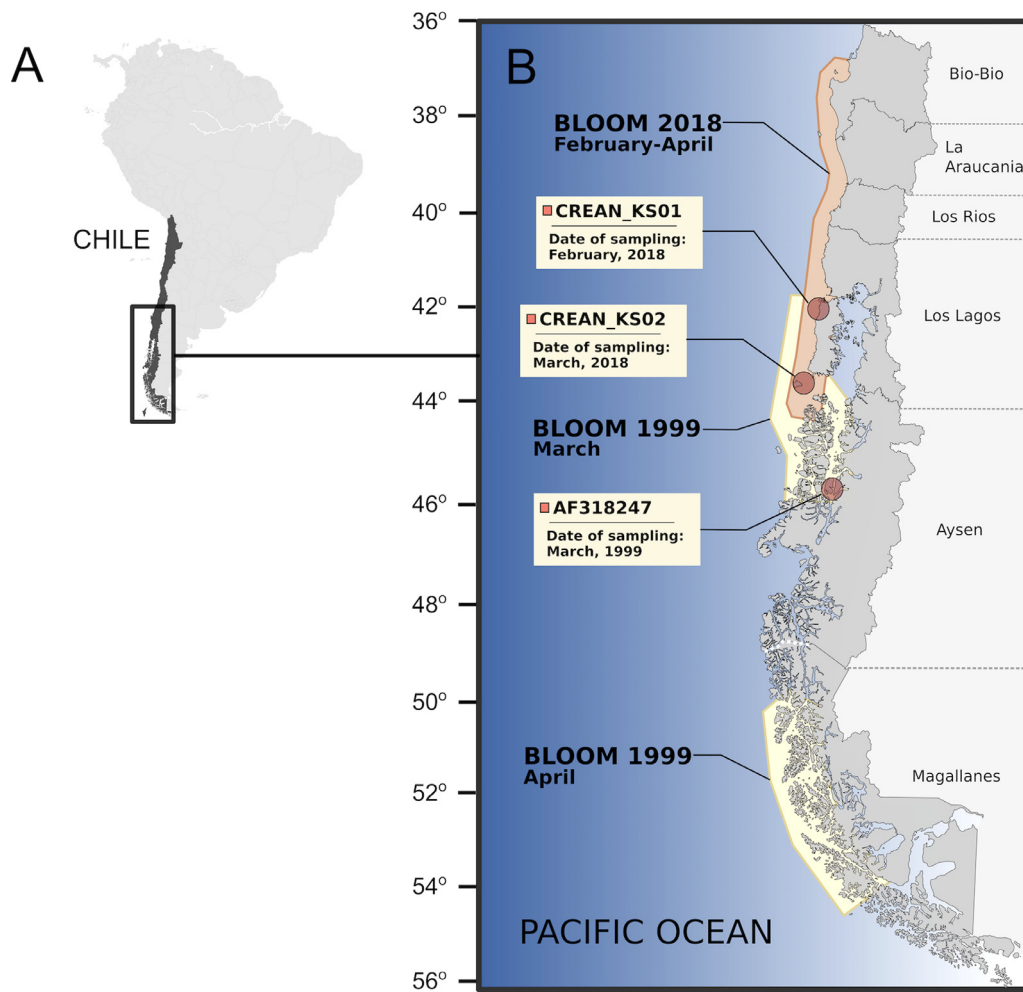 A
CHILE
B
36°
38°
40°
42°
44°
46°
48°
50°
52°
54°
56°
BLOOM 2018
February-April
CREAN_KS01
Date of sampling:
February, 2018
CREAN_KS02
Date of sampling:
March, 2018
BLOOM 1999
March
AF318247
Date of sampling:
March, 1999
BLOOM 1999
April
PACIFIC OCEAN
Bio-Bio
La
Araucania
Los Rios
Los Lagos
Aysen
Magallanes